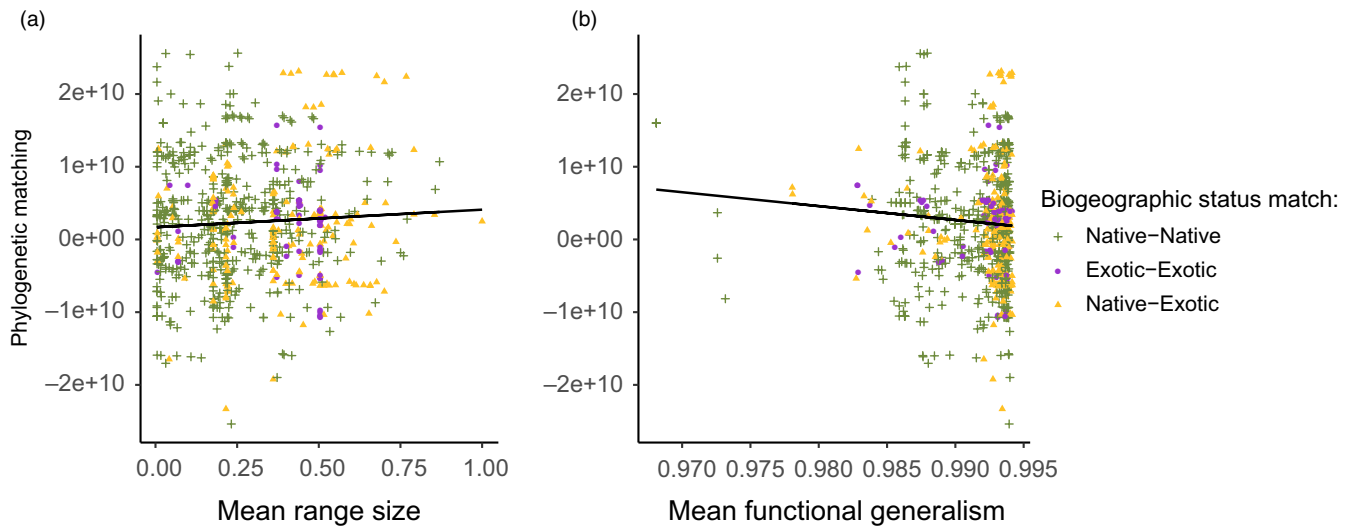 (a)
(b)
Phylogenetic matching
2e+10
1e+10
0e+00
−1e+10
−2e+10
0.00 0.25 0.50 0.75 1.00
Mean range size
2e+10
1e+10
0e+00
−1e+10
−2e+10
0.970 0.975 0.980 0.985 0.990 0.995
Mean functional generalism
Biogeographic status match:
Native−Native
Exotic−Exotic
Native−Exotic